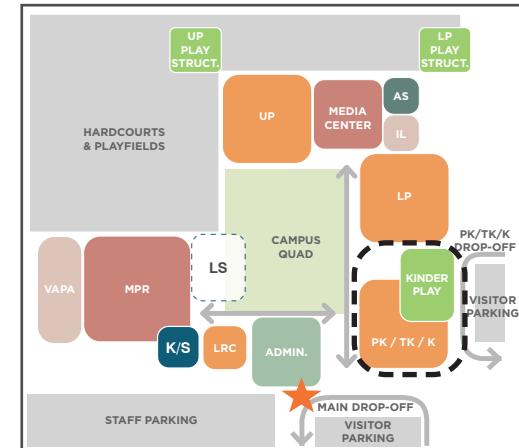 UP
PLAY
STRUCT.
LP
PLAY
STRUCT.
HARDCOURTS
& PLAYFIELDS
UP
MEDIA
CENTER
AS
IL
LP
CAMPUS
QUAD
PK/TK/K
DROP-OFF
VAPA
MPR
LS
KINDER
PLAY
VISITOR
PARKING
K/S
LRC
ADMIN.
PK / TK / K
STAFF PARKING
MAIN DROP-OFF
VISITOR
PARKING